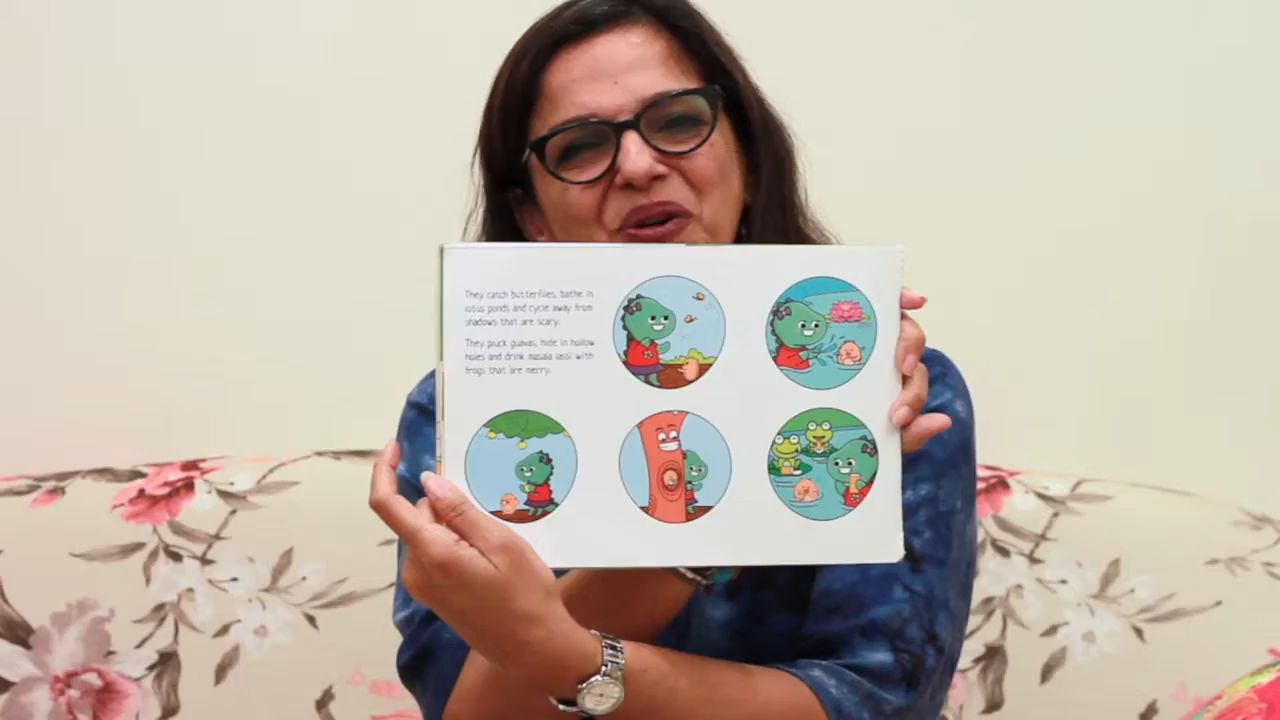 They catch butterflies, bathe in
lotus ponds and cycle away from
shadows that are scary.
They pluck guavas, hide in hollow
holes and drink masala lassi with
frogs that are merry.